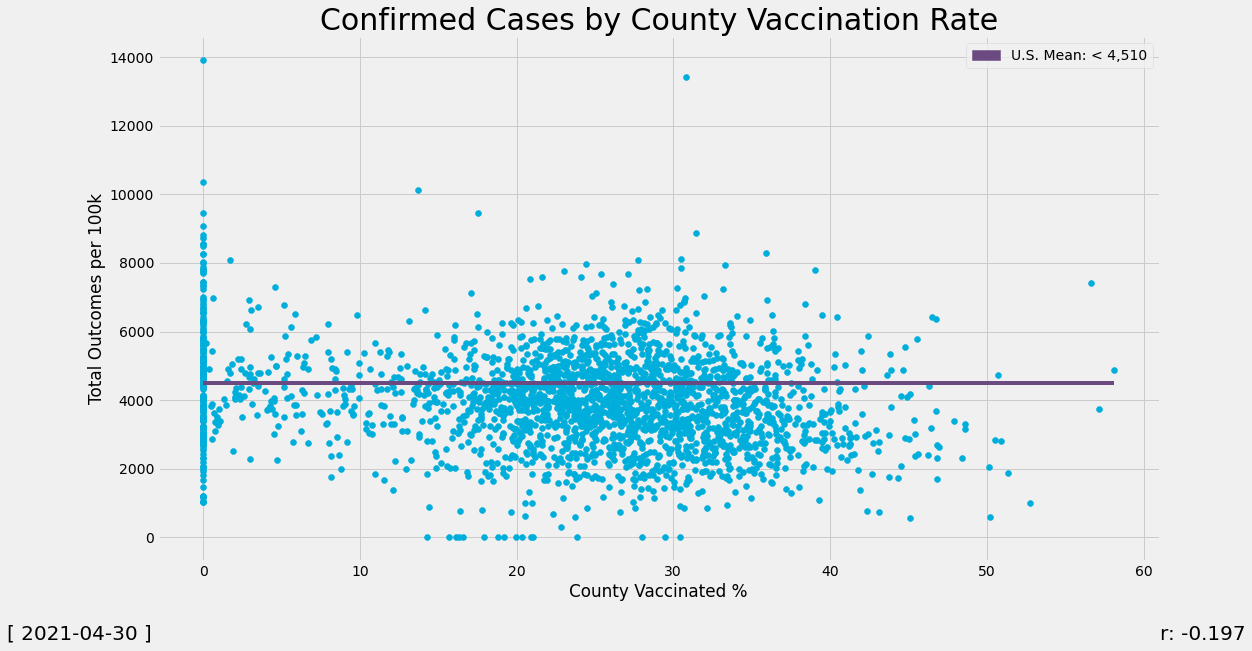 Confirmed Cases by County Vaccination Rate
U.S. Mean: < 4,510
14000
12000
10000
8000
6000
4000
2000
0
Total Outcomes per 100k
0 10 20 30 40 50 60
County Vaccinated %
[ 2021-04-30 ]
r: -0.197